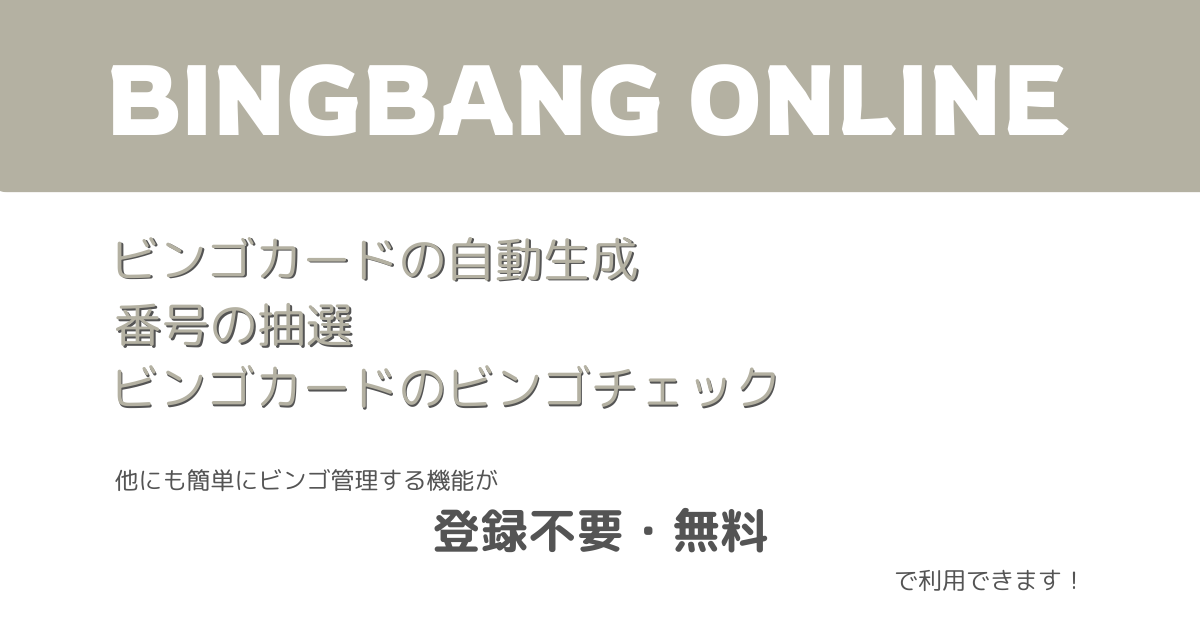 BINGBANG ONLINE
ビンゴカードの自動生成
番号の抽選
ビンゴカードのビンゴチェック
他にも簡単にビンゴ管理する機能が
登録不要・無料
で利用できます！